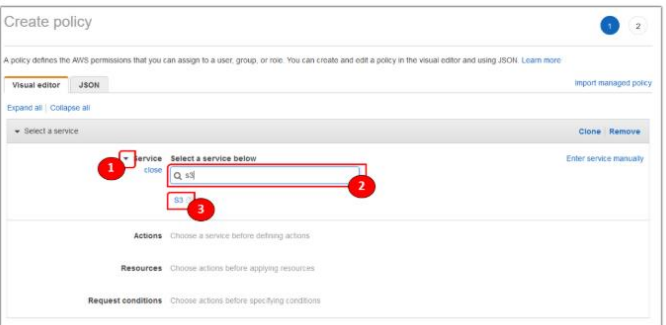 Create policy
1 2
A policy defines the AWS permissions that you can assign to a user, group, or role. You can create and edit a policy in the visual editor and using JSON. Learn more
Visual editor JSON Import managed policy
Expand all | Collapse all
Select a service Clone Remove
1 Service Select a service below Enter service manually
close s3
2
S3 3
Actions Choose a service before defining actions
Resources Choose actions before applying resources
Request conditions Choose actions before specifying conditions